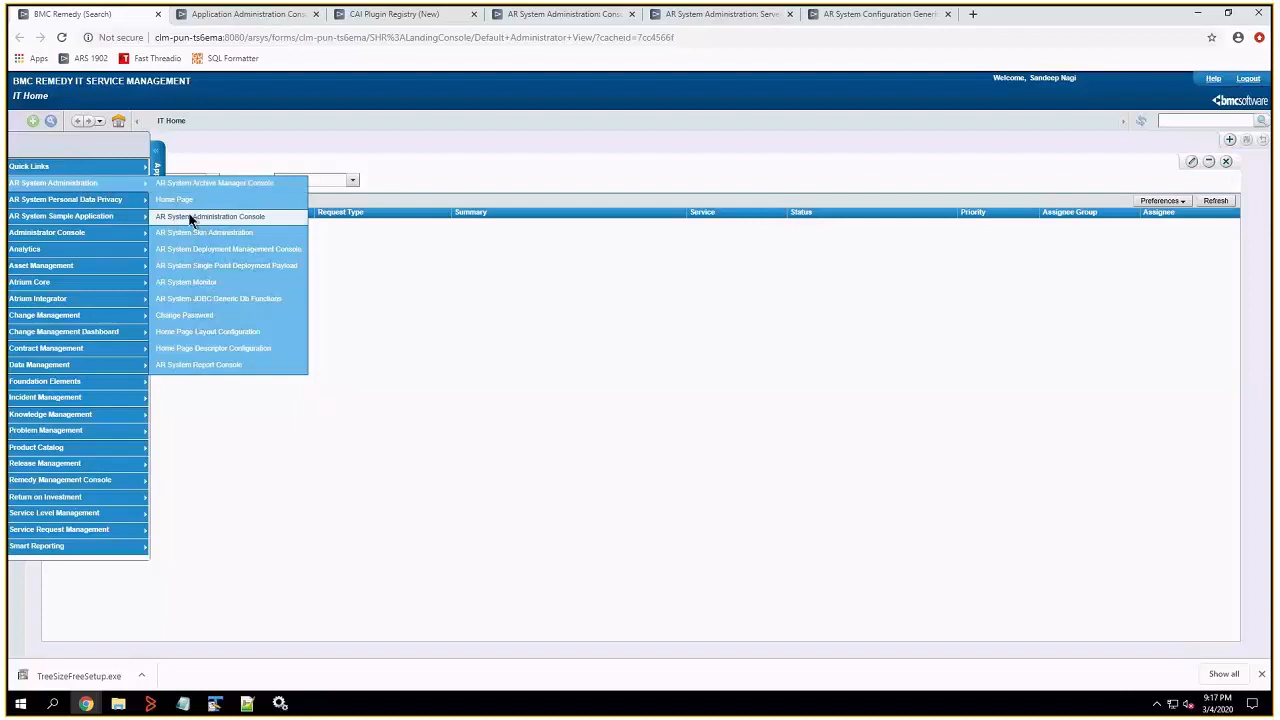 BMC Remedy (Search)
Application Administration Cons
CAI Plugin Registry (New)
AR System Administration: Cons
AR System Administration: Serve
AR System Configuration Generi
Not secure
clm-pun-ts6ema:8080/arsys/forms/clm-pun-ts6ema/SHR%3ALandingConsole/Default+Administrator+View/?cacheid=7cc4566f
Apps
ARS 1902
Fast Threadio
SQL Formatter
BMC REMEDY IT SERVICE MANAGEMENT
Welcome, Sandeep Nagi
Help
Logout
IT Home
bmcsoftware
IT Home
Quick Links
AR System Administration
AR System Personal Data Privacy
AR System Sample Application
Administrator Console
Analytics
Asset Management
Atrium Core
Atrium Integrator
Change Management
Change Management Dashboard
Contract Management
Data Management
Foundation Elements
Incident Management
Knowledge Management
Problem Management
Product Catalog
Release Management
Remedy Management Console
Return on Investment
Service Level Management
Service Request Management
Smart Reporting
Ap
AR System Archive Manager Console
Home Page
AR System Administration Console
AR System Skin Administration
AR System Deployment Management Console
AR System Single Point Deployment Payload
AR System Monitor
AR System JDBC Generic Db Functions
Change Password
Home Page Layout Configuration
Home Page Descriptor Configuration
AR System Report Console
Preferences
Refresh
Request Type
Summary
Service
Status
Priority
Assignee Group
Assignee
TreeSizeFreeSetup.exe
Show all
9:17 PM
3/4/2020